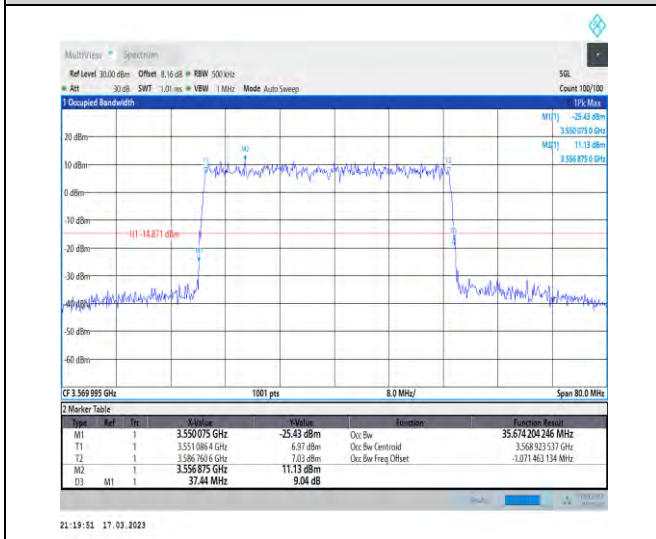 MultiView Spectrum
Ref Level 30.00 dBm Offset 8.16 dB RBW 500 kHz SGL
Att 30 dB SWT 1.01 ms VBW 1 MHz Mode Auto Sweep Count 100/100
1 Occupied Bandwidth 1Pk Max
M1[1] -25.43 dBm
3.550 075 0 GHz
M2[1] 11.13 dBm
3.556 875 0 GHz
20 dBm
M2
T1 T2
10 dBm
0 dBm
-10 dBm
H1 -14.871 dBm
D3
-20 dBm
M1
-30 dBm
-40 dBm
-50 dBm
-60 dBm
CF 3.569 995 GHz 1001 pts 8.0 MHz/ Span 80.0 MHz
2 Marker Table
Type Ref Trc X-Value Y-Value Function Function Result
M1 1 3.550 075 GHz -25.43 dBm Occ Bw 35.674 204 246 MHz
T1 1 3.551 086 4 GHz 6.97 dBm Occ Bw Centroid 3.568 923 537 GHz
T2 1 3.586 760 6 GHz 7.03 dBm Occ Bw Freq Offset -1.071 463 134 MHz
M2 1 3.556 875 GHz 11.13 dBm
D3 M1 1 37.44 MHz 9.04 dB
21:19:51 17.03.2023